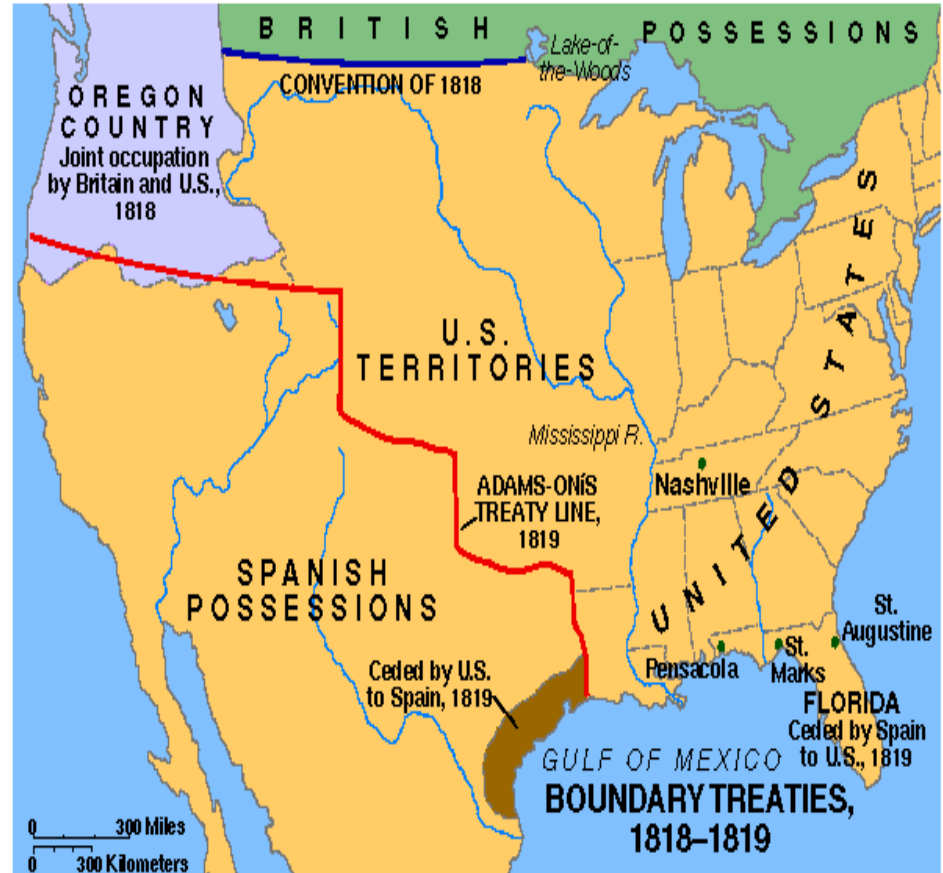 BRITISH POSSESSIONS
Lake-of-
the-Woods
CONVENTION OF 1818
OREGON
COUNTRY
Joint occupation
by Britain and U.S.,
1818
U.S.
TERRITORIES
Mississippi R.
Nashville
UNITED STATES
ADAMS-ONÍS
TREATY LINE,
1819
SPANISH
POSSESSIONS
St.
Augustine
Pensacola
St.
Marks
Ceded by U.S.
to Spain, 1819
FLORIDA
Ceded by Spain
to U.S., 1819
GULF OF MEXICO
BOUNDARY TREATIES,
1818–1819
0 300 Miles
0 300 Kilometers